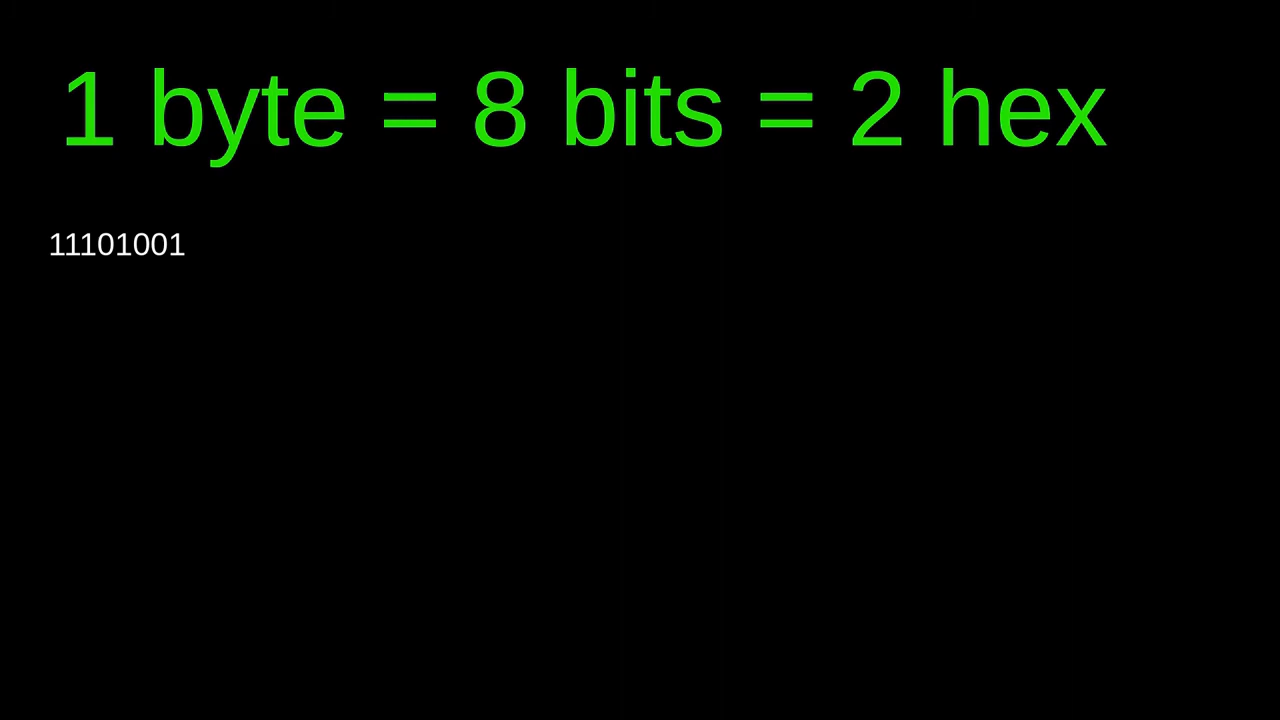 1 byte = 8 bits = 2 hex
11101001